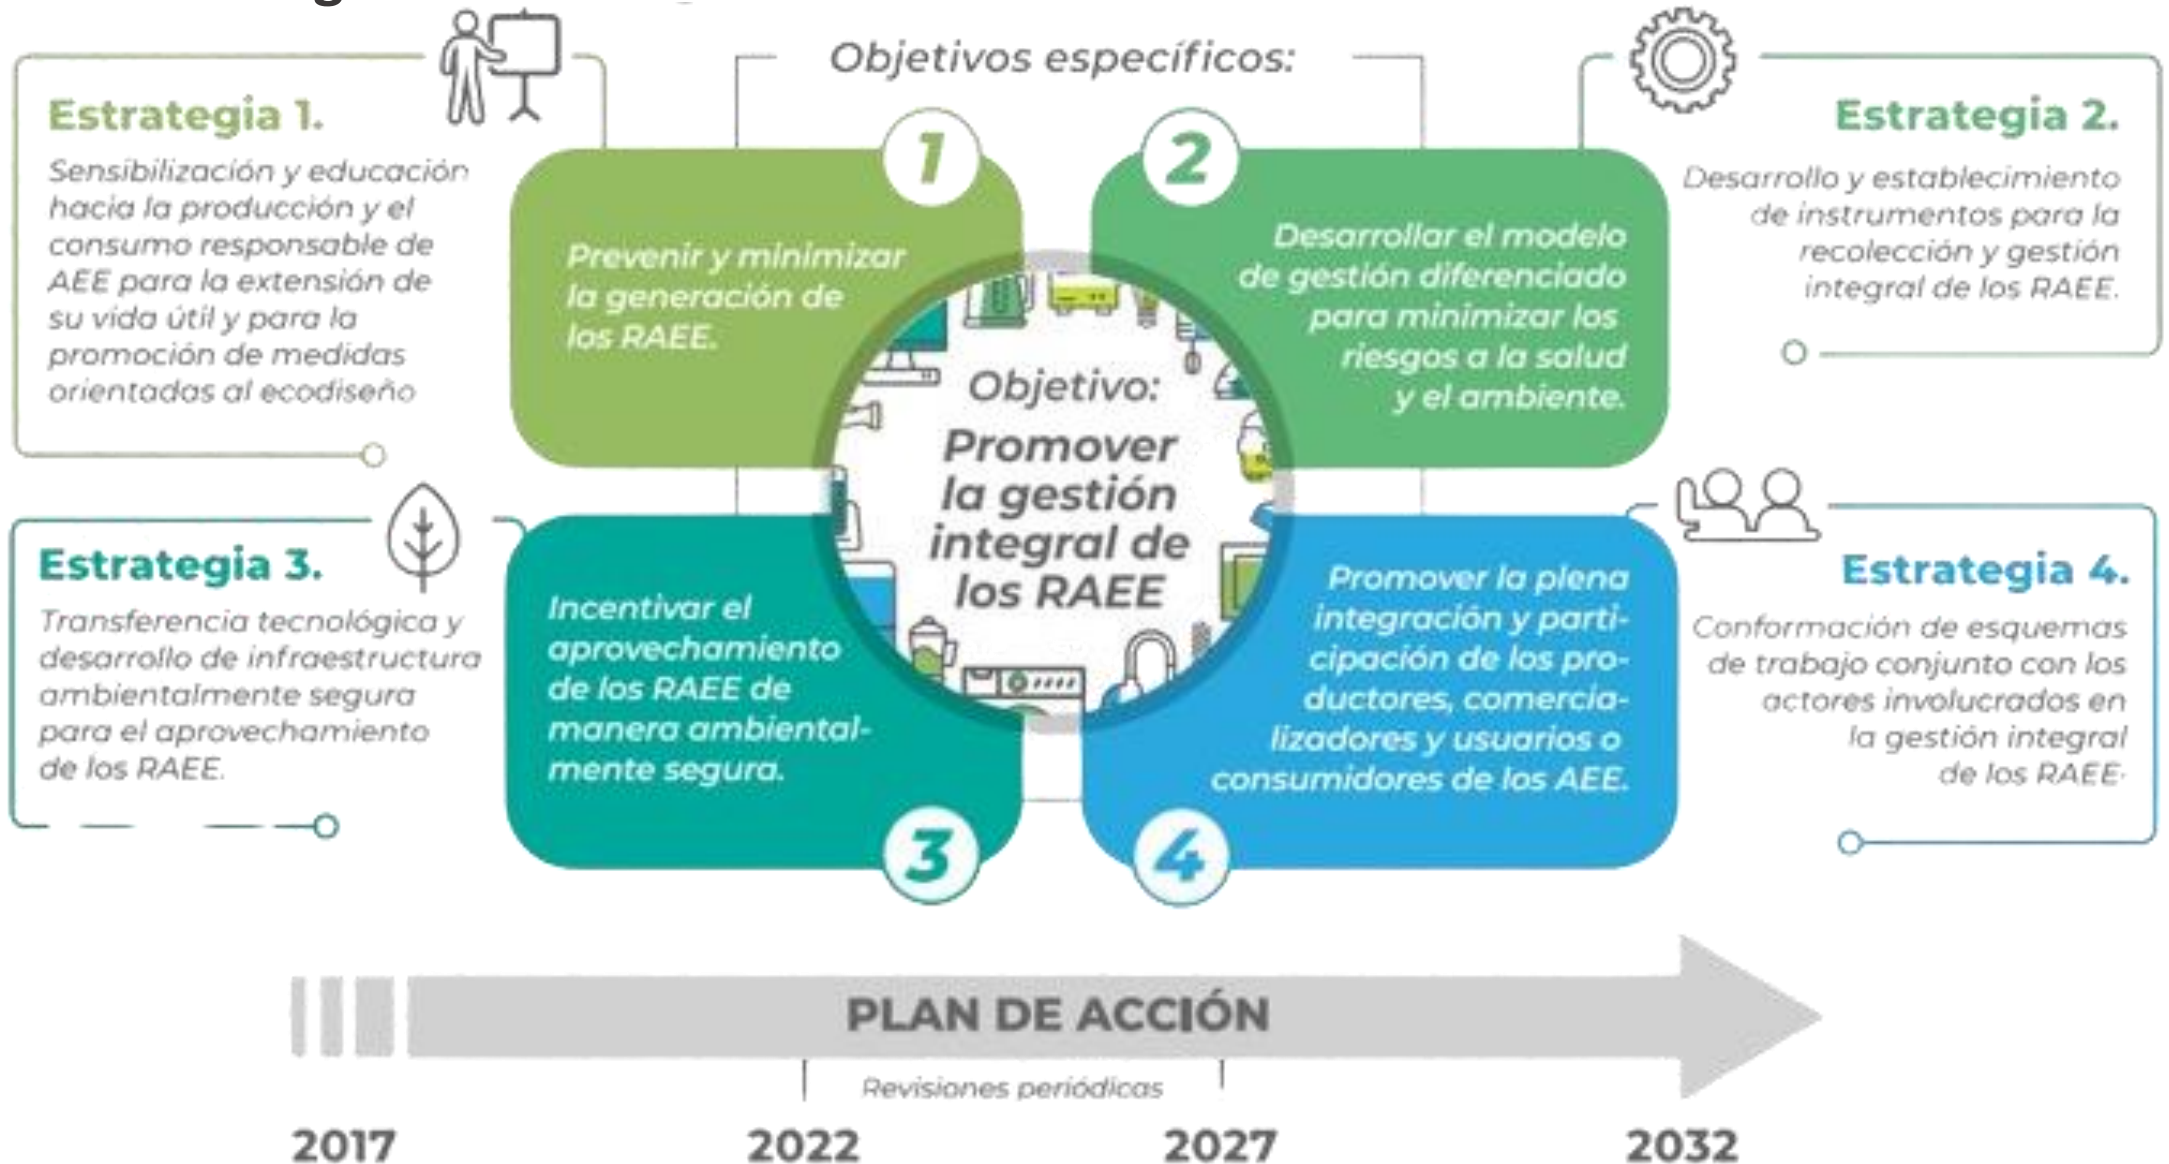 Objetivos específicos:
Estrategia 1.
Sensibilización y educación
hacia la producción y el
consumo responsable de
AEE para la extensión de
su vida útil y para la
promoción de medidas
orientadas al ecodiseño
1
Prevenir y minimizar
la generación de
los RAEE.
2
Desarrollar el modelo
de gestión diferenciado
para minimizar los
riesgos a la salud
y el ambiente.
Estrategia 2.
Desarrollo y establecimiento
de instrumentos para la
recolección y gestión
integral de los RAEE.
Objetivo:
Promover
la gestión
integral de
los RAEE
Estrategia 3.
Transferencia tecnológica y
desarrollo de infraestructura
ambientalmente segura
para el aprovechamiento
de los RAEE.
Incentivar el
aprovechamiento
de los RAEE de
manera ambiental-
mente segura.
3
Promover la plena
integración y parti-
cipación de los pro-
ductores, comercia-
lizadores y usuarios o
consumidores de los AEE.
4
Estrategia 4.
Conformación de esquemas
de trabajo conjunto con los
actores involucrados en
la gestión integral
de los RAEE.
PLAN DE ACCIÓN
Revisiones periódicas
2017
2022
2027
2032